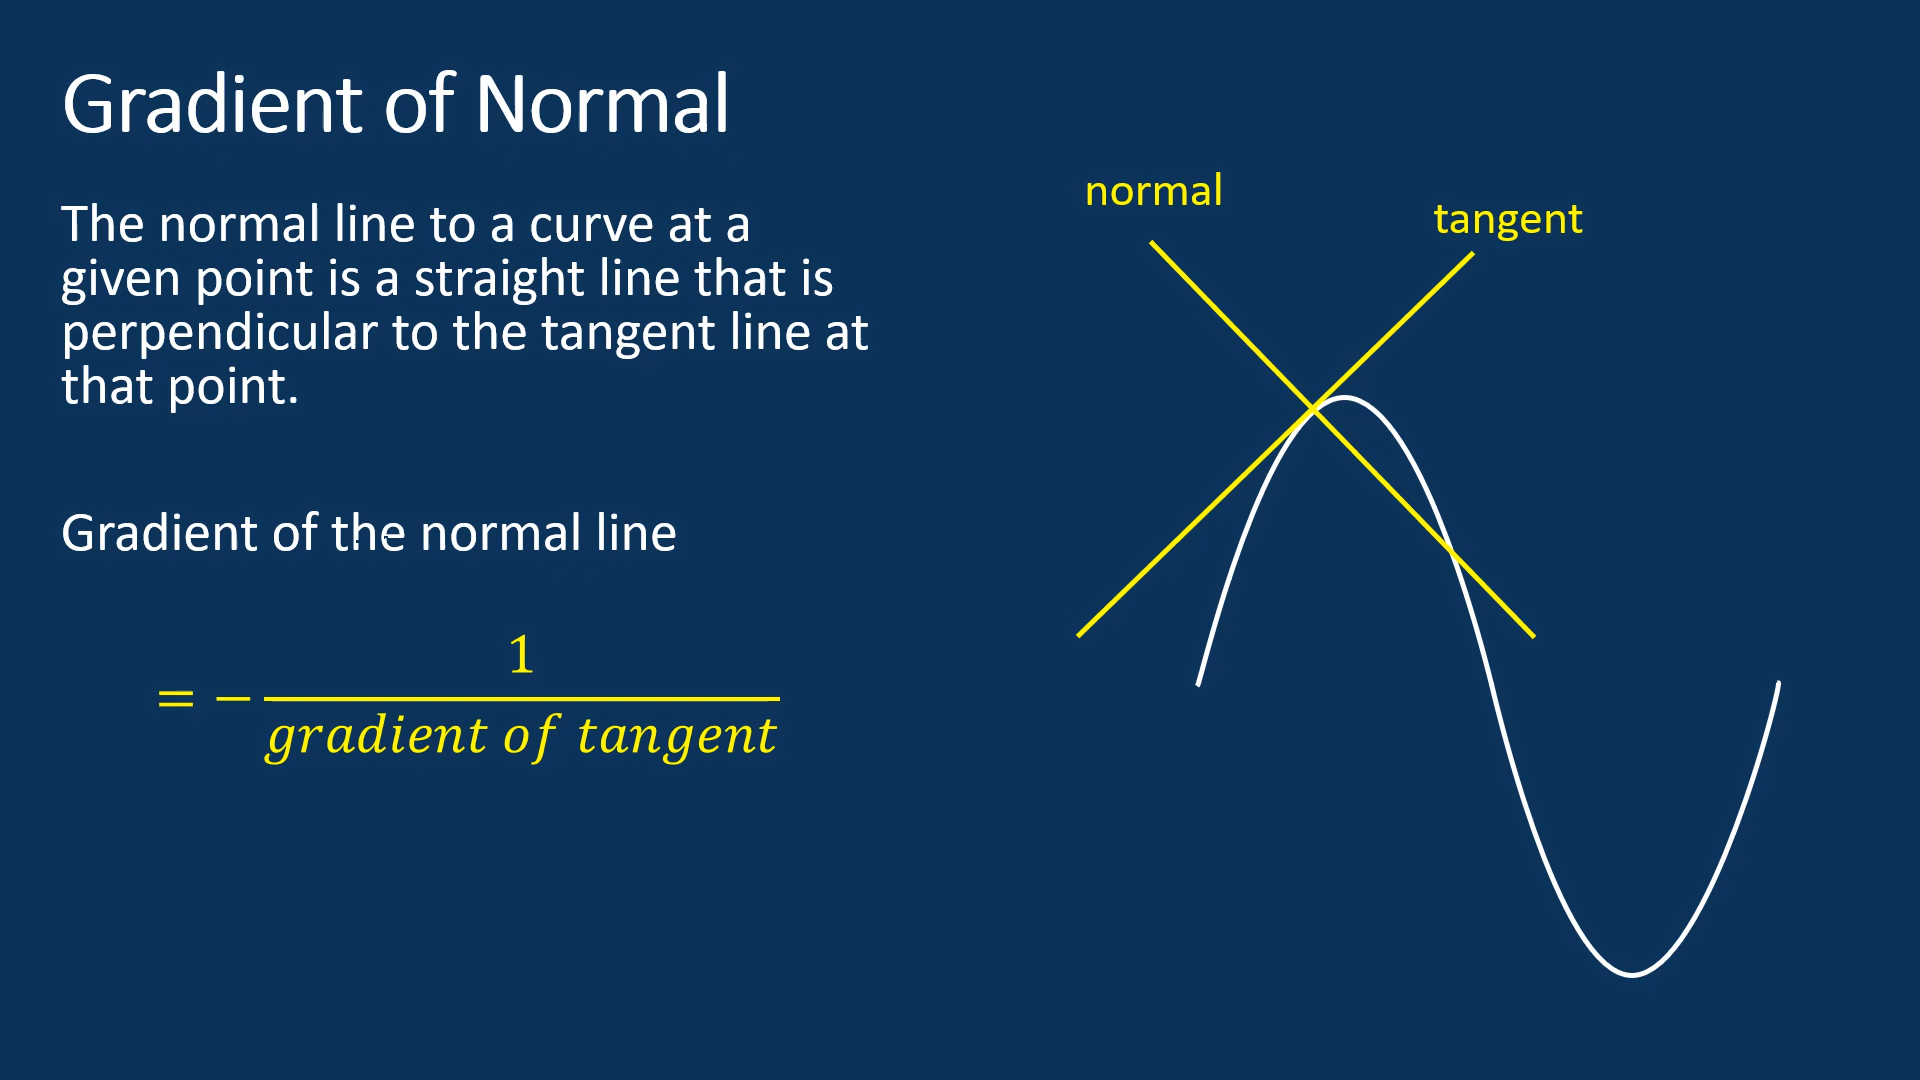 Gradient of Normal
The normal line to a curve at a
given point is a straight line that is
perpendicular to the tangent line at
that point.
Gradient of the normal line
= − 1 / gradient of tangent
normal
tangent